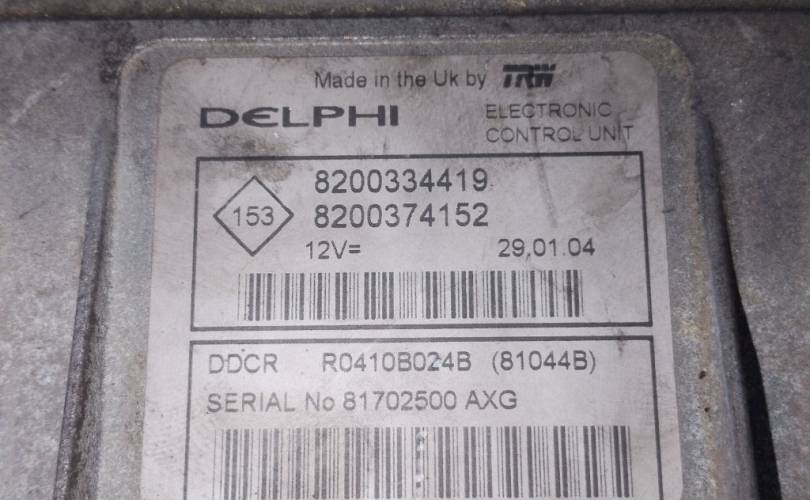 Made in the Uk by TRW
DELPHI
ELECTRONIC
CONTROL UNIT
153
8200334419
8200374152
12V=
29.01.04
DDCR R0410B024B (81044B)
SERIAL No 81702500 AXG